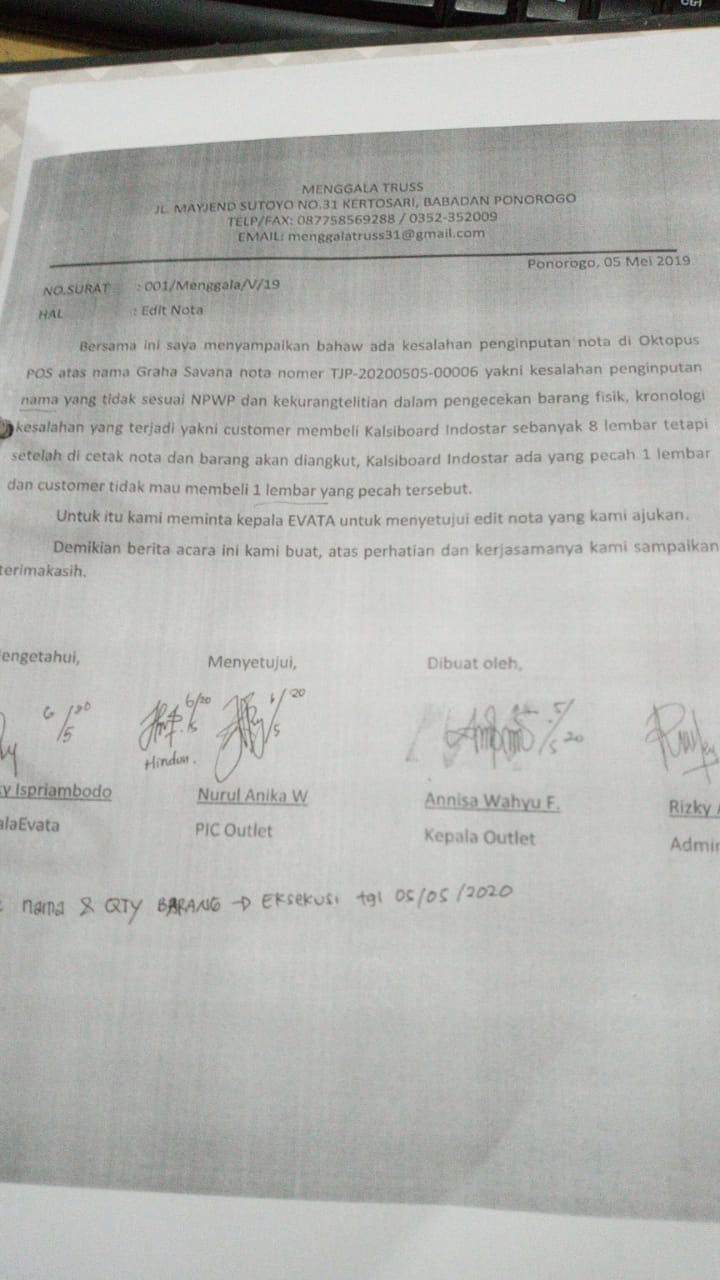 MENGGALA TRUSS
JL. MAYJEND SUTOYO NO.31 KERTOSARI, BABADAN PONOROGO
TELP/FAX: 087758569288 / 0352-352009
EMAIL: menggalatruss31@gmail.com
Ponorogo, 05 Mei 2019
NO.SURAT : 001/Menggala/V/19
HAL : Edit Nota
Bersama ini saya menyampaikan bahaw ada kesalahan penginputan nota di Oktopus
POS atas nama Graha Savana nota nomer TJP-20200505-00006 yakni kesalahan penginputan
nama yang tidak sesuai NPWP dan kekurangtelitian dalam pengecekan barang fisik, kronologi
kesalahan yang terjadi yakni customer membeli Kalsiboard Indostar sebanyak 8 lembar tetapi
setelah di cetak nota dan barang akan diangkut, Kalsiboard Indostar ada yang pecah 1 lembar
dan customer tidak mau membeli 1 lembar yang pecah tersebut.
Untuk itu kami meminta kepala EVATA untuk menyetujui edit nota yang kami ajukan.
Demikian berita acara ini kami buat, atas perhatian dan kerjasamanya kami sampaikan
terimakasih.
engetahui, Menyetujui, Dibuat oleh,
6/5 20 6/5 20 6/5 20 5/5 20
Hindun.
y Ispriambodo Nurul Anika W Annisa Wahyu F. Rizky
alaEvata PIC Outlet Kepala Outlet Admin
nama & QTY BARANG → Eksekusi tgl 05/05/2020